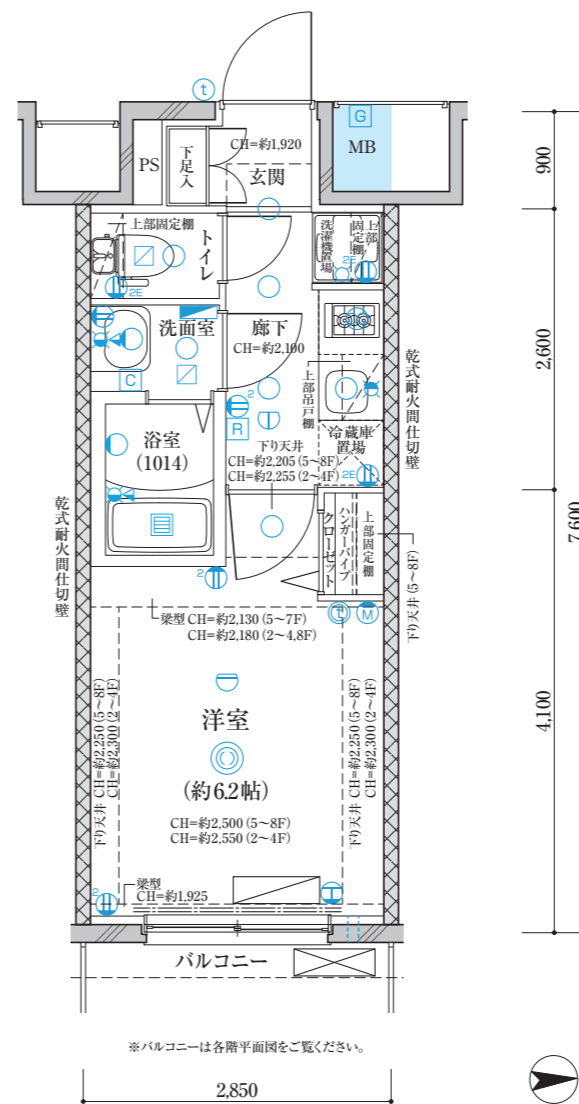 t
G
MB
PS
下足入
CH=約1,920
玄関
900
上部固定棚
トイレ
2E
洗濯機置場
上部固定棚
2E
洗面室
廊下
CH=約2,100
C
2
R
上部吊戸棚
2,600
乾式耐火間仕切壁
浴室
(1014)
下り天井
CH=約2,205(5~8F)
CH=約2,255(2~4F)
冷蔵庫置場
2E
7,600
乾式耐火間仕切壁
クローゼット
ハンガーパイプ
上部固定棚
下り天井(5~8F)
2
t
M
梁型 CH=約2,130(5~7F)
CH=約2,180(2~4,8F)
4,100
下り天井 CH=約2,250(5~8F)
CH=約2,300(2~4F)
洋室
(約6.2帖)
CH=約2,500(5~8F)
CH=約2,550(2~4F)
下り天井 CH=約2,250(5~8F)
CH=約2,300(2~4F)
2
梁型
CH=約1,925
バルコニー
※バルコニーは各階平面図をご覧ください。
2,850